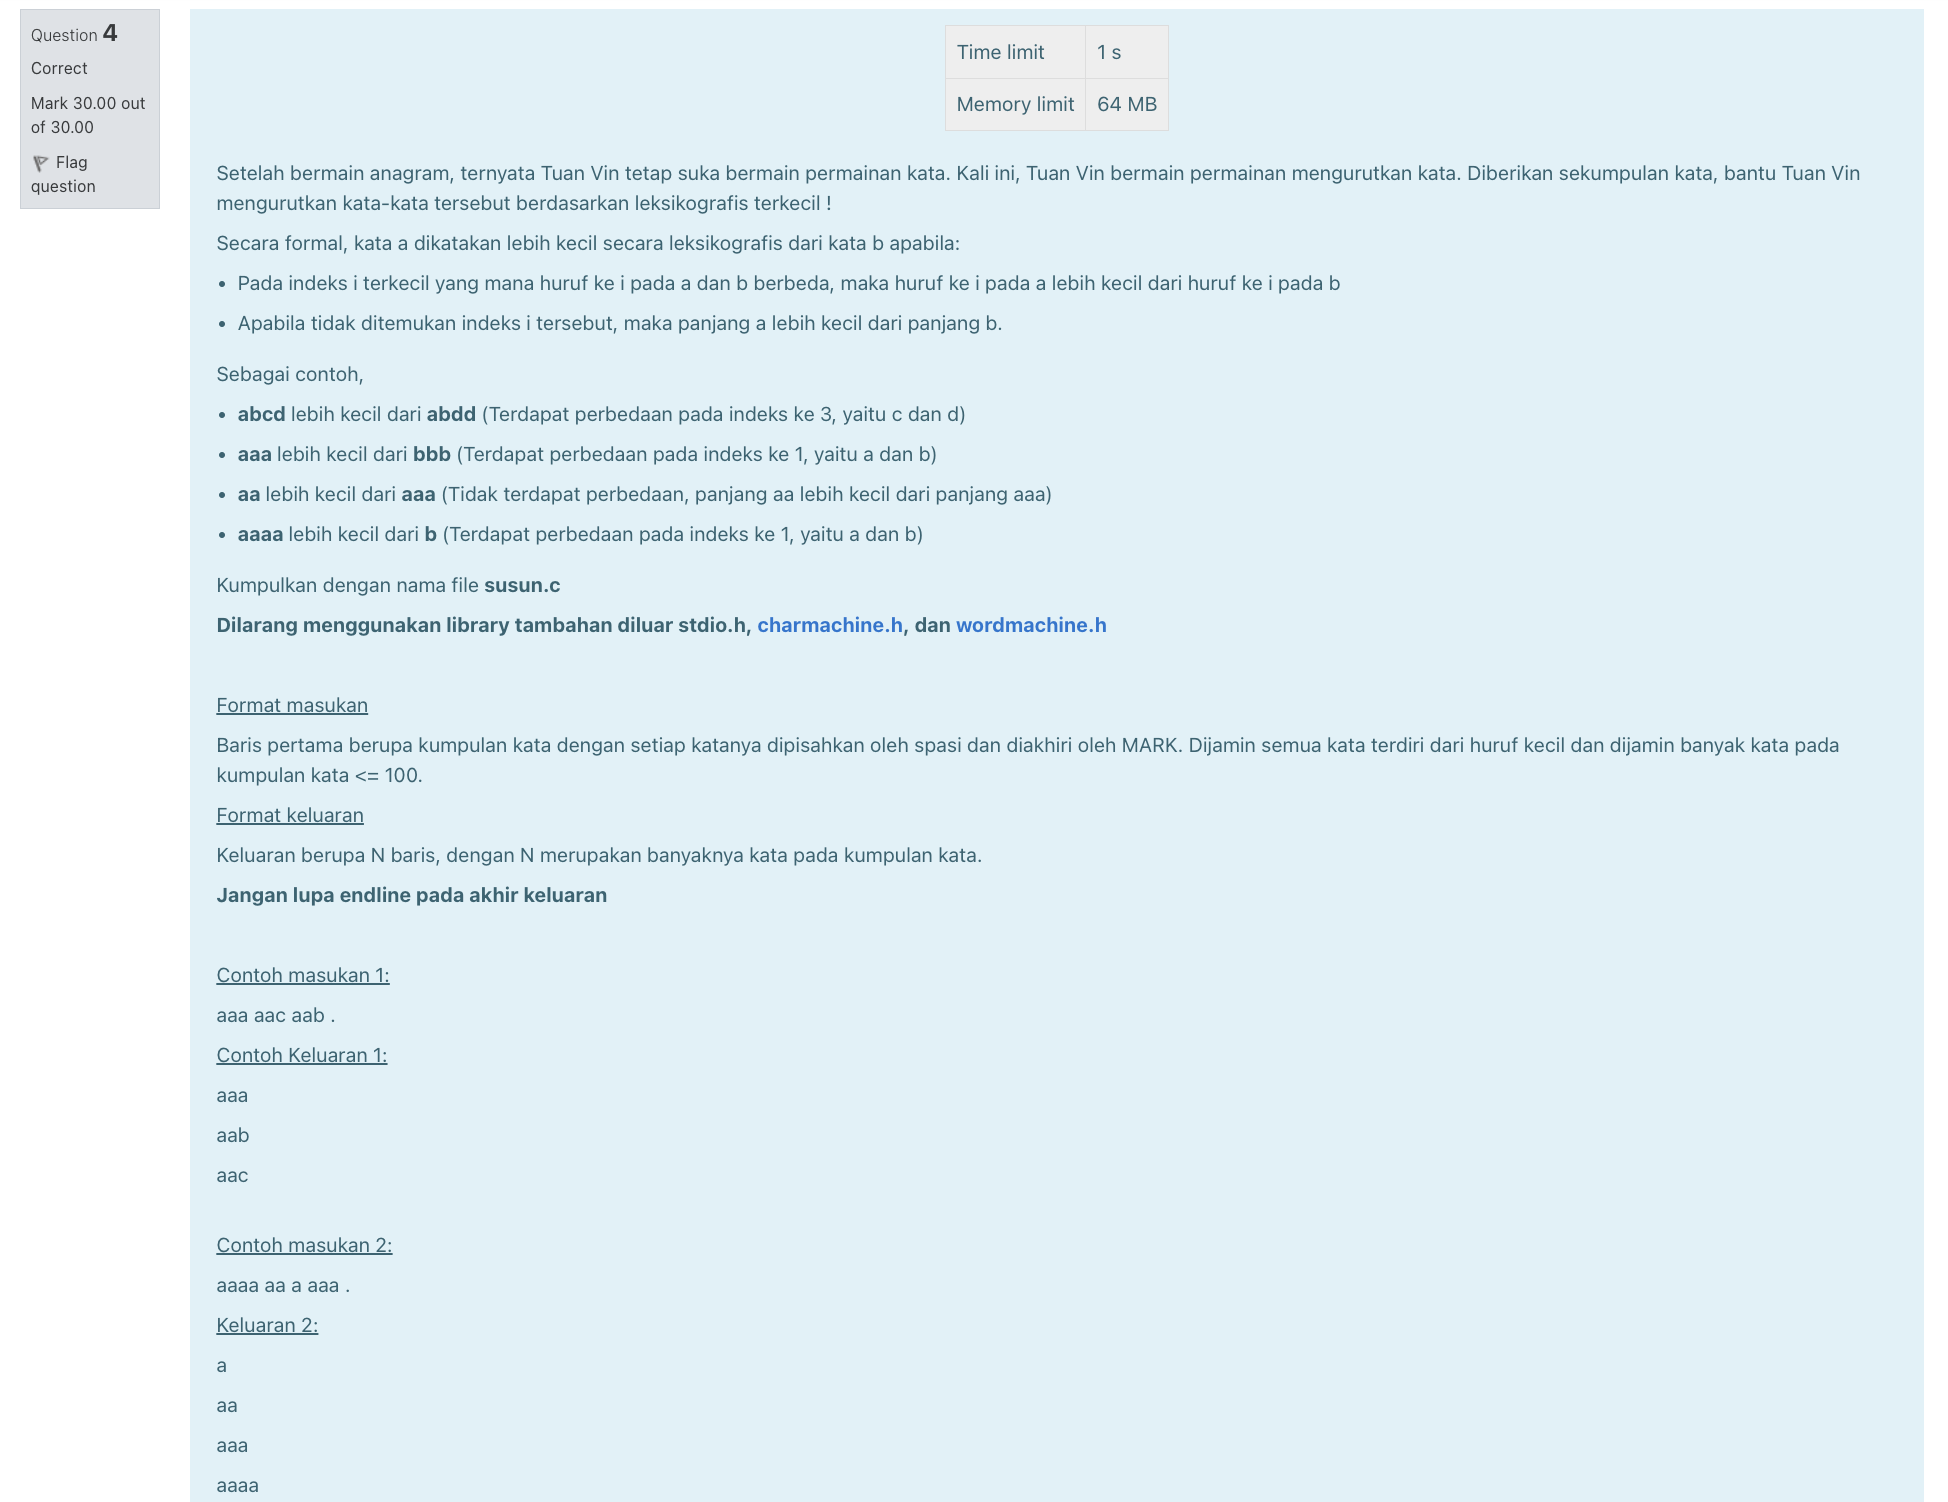 Question 4
Correct
Mark 30.00 out
of 30.00
Flag
question
Time limit 1 s
Memory limit 64 MB
Setelah bermain anagram, ternyata Tuan Vin tetap suka bermain permainan kata. Kali ini, Tuan Vin bermain permainan mengurutkan kata. Diberikan sekumpulan kata, bantu Tuan Vin
mengurutkan kata-kata tersebut berdasarkan leksikografis terkecil !
Secara formal, kata a dikatakan lebih kecil secara leksikografis dari kata b apabila:
• Pada indeks i terkecil yang mana huruf ke i pada a dan b berbeda, maka huruf ke i pada a lebih kecil dari huruf ke i pada b
• Apabila tidak ditemukan indeks i tersebut, maka panjang a lebih kecil dari panjang b.
Sebagai contoh,
• abcd lebih kecil dari abdd (Terdapat perbedaan pada indeks ke 3, yaitu c dan d)
• aaa lebih kecil dari bbb (Terdapat perbedaan pada indeks ke 1, yaitu a dan b)
• aa lebih kecil dari aaa (Tidak terdapat perbedaan, panjang aa lebih kecil dari panjang aaa)
• aaaa lebih kecil dari b (Terdapat perbedaan pada indeks ke 1, yaitu a dan b)
Kumpulkan dengan nama file susun.c
Dilarang menggunakan library tambahan diluar stdio.h, charmachine.h, dan wordmachine.h
Format masukan
Baris pertama berupa kumpulan kata dengan setiap katanya dipisahkan oleh spasi dan diakhiri oleh MARK. Dijamin semua kata terdiri dari huruf kecil dan dijamin banyak kata pada
kumpulan kata <= 100.
Format keluaran
Keluaran berupa N baris, dengan N merupakan banyaknya kata pada kumpulan kata.
Jangan lupa endline pada akhir keluaran
Contoh masukan 1:
aaa aac aab .
Contoh Keluaran 1:
aaa
aab
aac
Contoh masukan 2:
aaaa aa a aaa .
Keluaran 2:
a
aa
aaa
aaaa